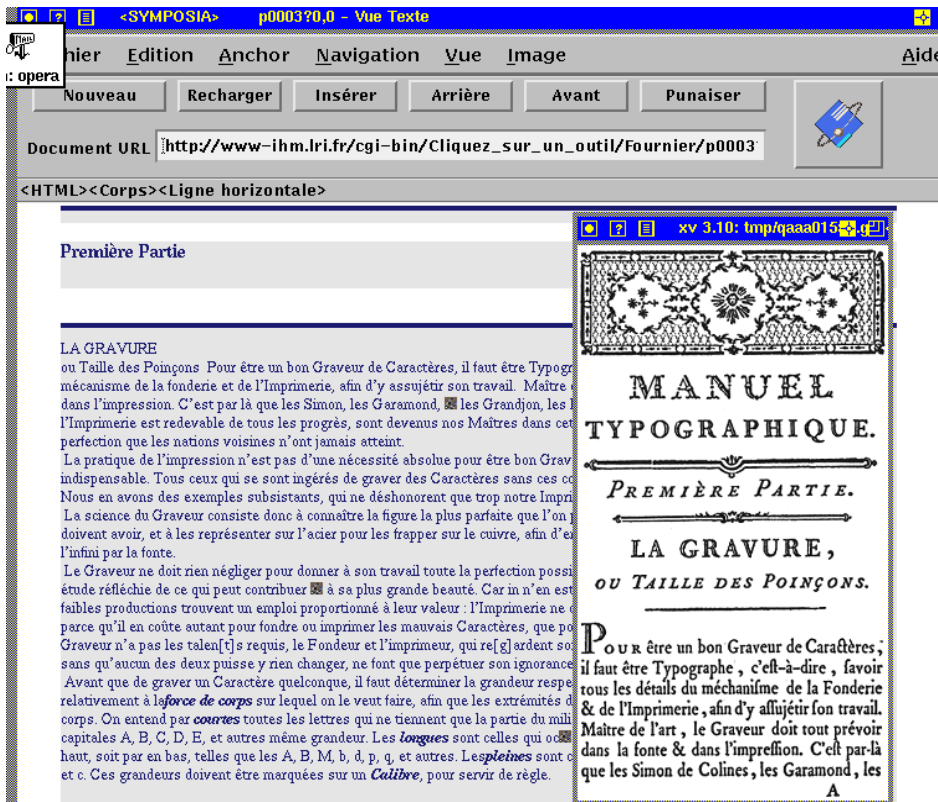 <SYMPOSIA> p0003?0,0 - Vue Texte
MAIL
: opera
hier Edition Anchor Navigation Vue Image Aide
Nouveau Recharger Insérer Arrière Avant Punaiser
Document URL http://www-ihm.lri.fr/cgi-bin/Cliquez_sur_un_outil/Fournier/p0003
<HTML><Corps><Ligne horizontale>
Première Partie
LA GRAVURE
ou Taille des Poinçons Pour être un bon Graveur de Caractères, il faut être Typogr
mécanisme de la fonderie et de l'Imprimerie, afin d'y assujétir son travail. Maître
dans l'impression. C'est par là que les Simon, les Garamond, les Grandjon, les
l'Imprimerie est redevable de tous les progrès, sont devenus nos Maîtres dans cet
perfection que les nations voisines n'ont jamais atteint.
La pratique de l'impression n'est pas d'une nécessité absolue pour être bon Grav
indispensable. Tous ceux qui se sont ingérés de graver des Caractères sans ces co
Nous en avons des exemples subsistants, qui ne déshonorent que trop notre Impri
La science du Graveur consiste donc à connaître la figure la plus parfaite que l'on
doivent avoir, et à les représenter sur l'acier pour les frapper sur le cuivre, afin d'e
l'infini par la fonte.
Le Graveur ne doit rien négliger pour donner à son travail toute la perfection possi
étude réfléchie de ce qui peut contribuer à sa plus grande beauté. Car in n'en est
faibles productions trouvent un emploi proportionné à leur valeur : l'Imprimerie ne
parce qu'il en coûte autant pour fondre ou imprimer les mauvais Caractères, que po
Graveur n'a pas les talen[t]s requis, le Fondeur et l'imprimeur, qui re[g]ardent so
sans qu'aucun des deux puisse y rien changer, ne font que perpétuer son ignorance
Avant que de graver un Caractère quelconque, il faut déterminer la grandeur respe
relativement à laforce de corps sur lequel on le veut faire, afin que les extrémités d
corps. On entend par courtes toutes les lettres qui ne tiennent que la partie du mili
capitales A, B, C, D, E, et autres même grandeur. Les longues sont celles qui oc
haut, soit par en bas, telles que les A, B, M, b, d, p, q, et autres. Lespleines sont
et c. Ces grandeurs doivent être marquées sur un Calibre, pour servir de règle.
xv 3.10: tmp/qaaa015 .g
MANUEL
TYPOGRAPHIQUE.
PREMIÈRE PARTIE.
LA GRAVURE,
OU TAILLE DES POINÇONS.
POUR être un bon Graveur de Caractères,
il faut être Typographe, c'eſt-à-dire, ſavoir
tous les détails du méchaniſme de la Fonderie
& de l'Imprimerie, afin d'y aſſujétir ſon travail.
Maître de l'art, le Graveur doit tout prévoir
dans la fonte & dans l'impreſſion. C'eſt par-là
que les Simon de Colines, les Garamond, les
A